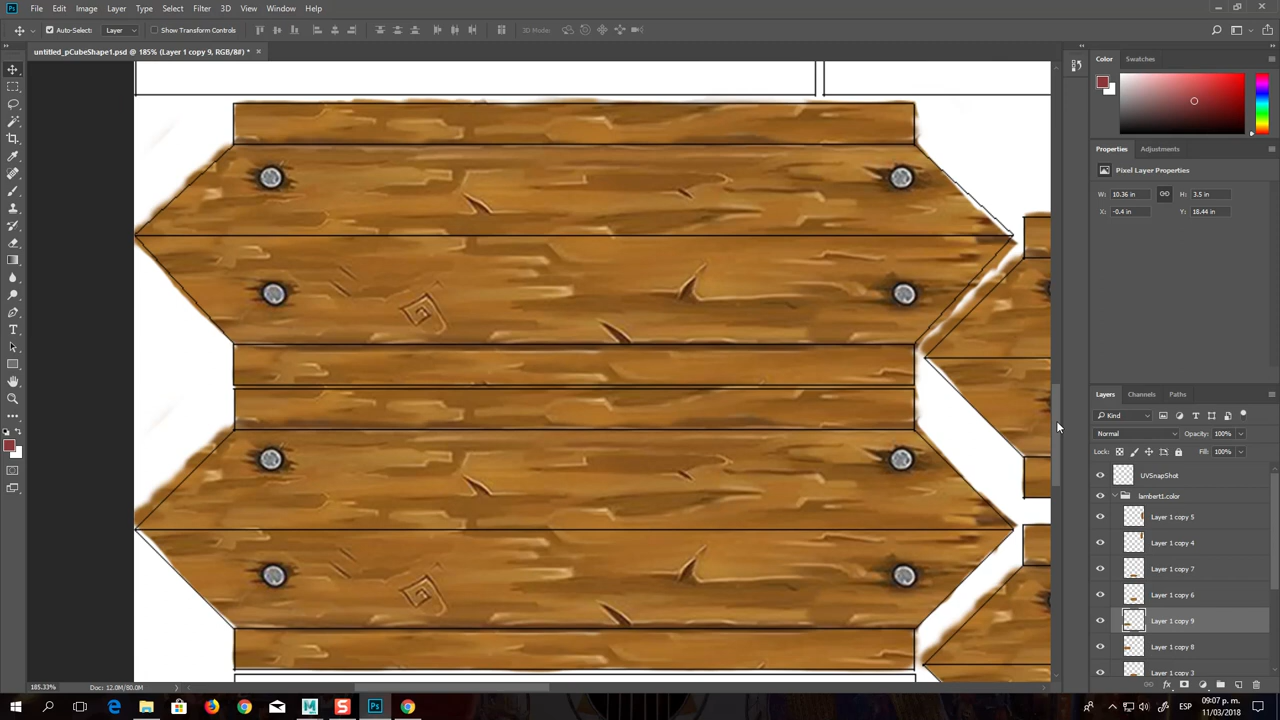 File Edit Image Layer Type Select Filter 3D View Window Help
Auto-Select: Layer Show Transform Controls 3D Mode:
untitled_pCubeShape1.psd @ 185% (Layer 1 copy 9, RGB/8#) *
Color Swatches
Properties Adjustments
Pixel Layer Properties
W: 10.36 in H: 3.5 in
X: -0.4 in Y: 18.44 in
Layers Channels Paths
Kind
Normal Opacity: 100%
Lock: Fill: 100%
UVSnapShot
lambert1.color
Layer 1 copy 5
Layer 1 copy 4
Layer 1 copy 7
Layer 1 copy 6
Layer 1 copy 9
Layer 1 copy 8
Layer 1 copy 3
185.33% Doc: 12.0M/80.0M
ESP 09:07 p. m.
11/03/2018